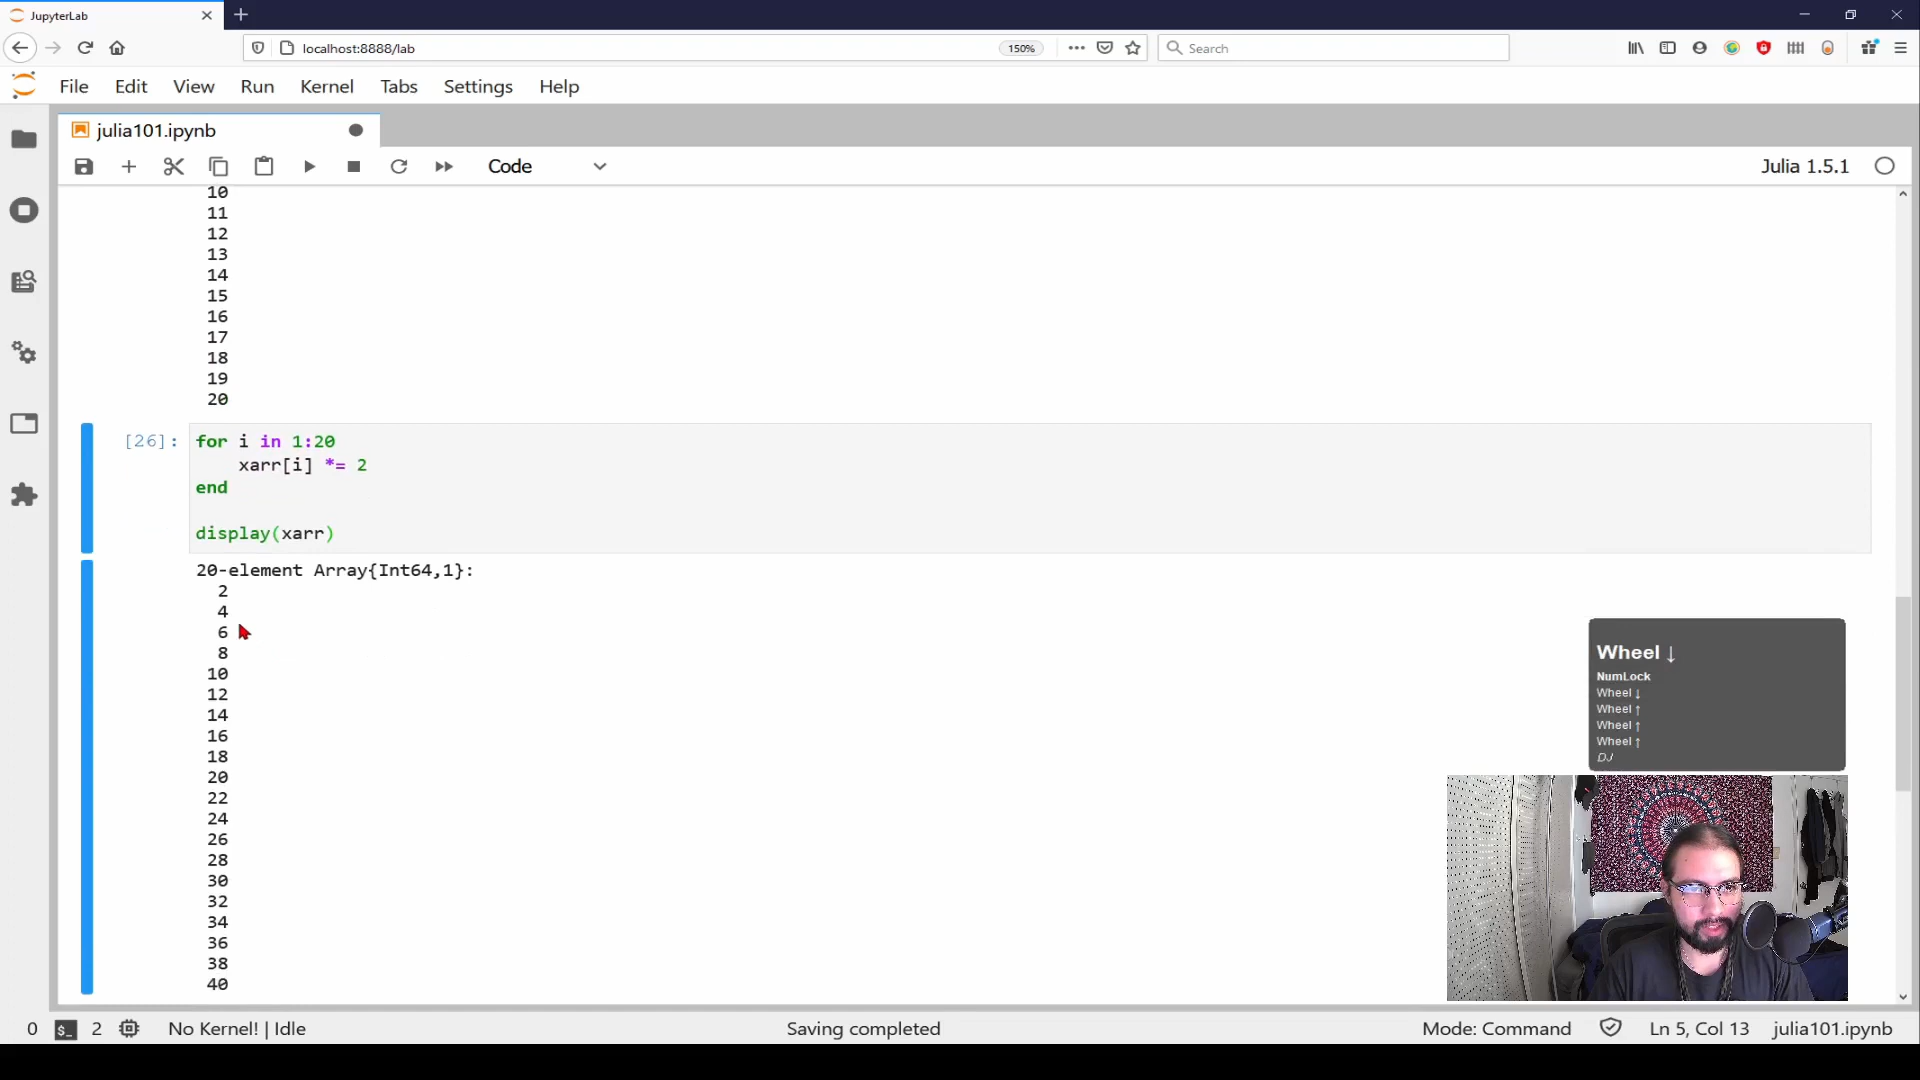 JupyterLab
localhost:8888/lab
150%
Search
File Edit View Run Kernel Tabs Settings Help
julia101.ipynb
Code
Julia 1.5.1
10
11
12
13
14
15
16
17
18
19
20
[26]:
for i in 1:20
xarr[i] *= 2
end
display(xarr)
20-element Array{Int64,1}:
2
4
6
8
10
12
14
16
18
20
22
24
26
28
30
32
34
36
38
40
Wheel ↓
NumLock
Wheel ↓
Wheel ↑
Wheel ↑
Wheel ↑
DJ
0 $_ 2 No Kernel! | Idle Saving completed Mode: Command Ln 5, Col 13 julia101.ipynb